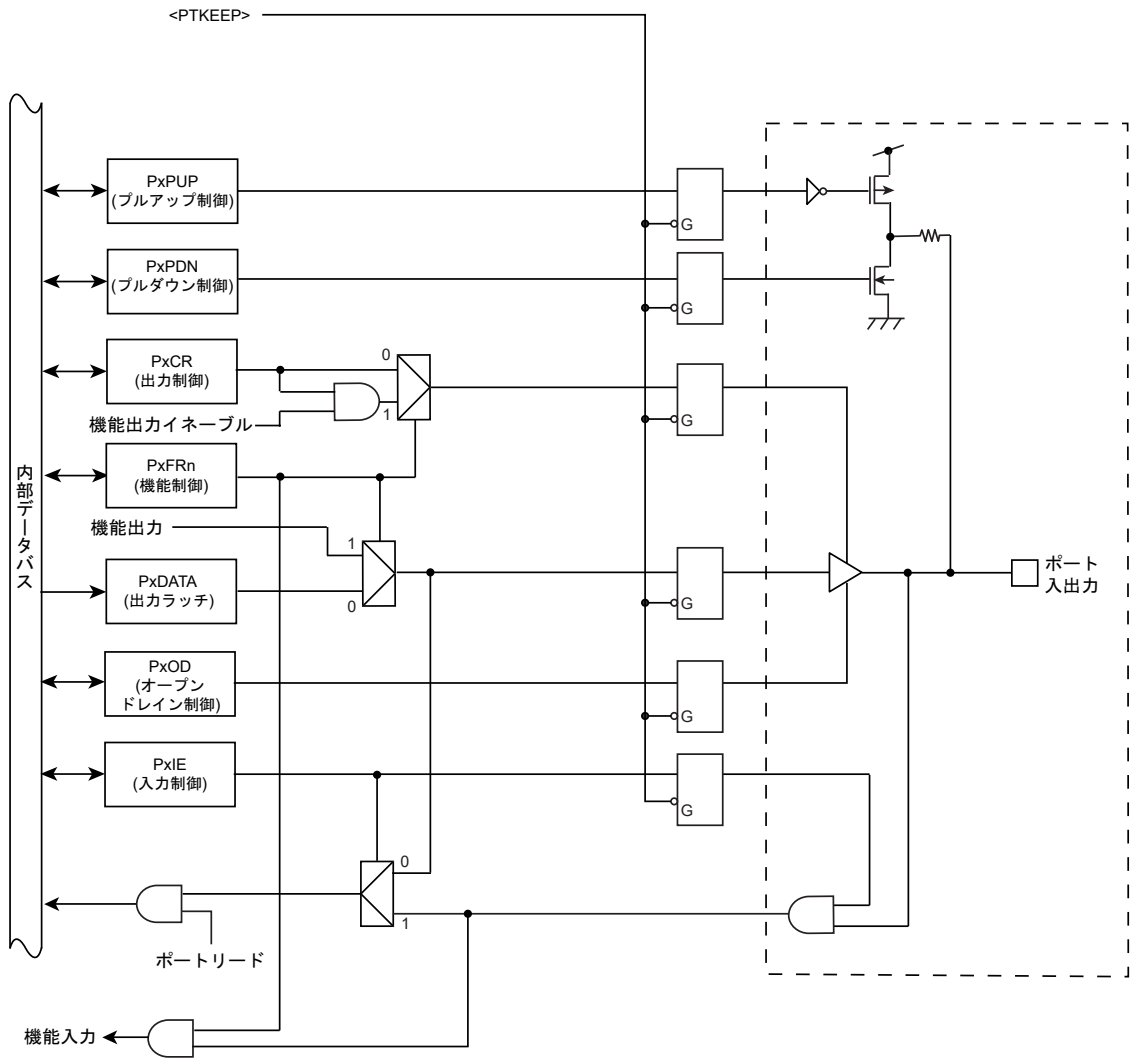 <PTKEEP>
PxPUP
(プルアップ制御)
G
PxPDN
(プルダウン制御)
G
PxCR
(出力制御)
0
1
機能出力イネーブル
G
PxFRn
(機能制御)
内部データバス
機能出力
1
0
PxDATA
(出力ラッチ)
G
ポート
入出力
PxOD
(オープン
ドレイン制御)
G
PxIE
(入力制御)
G
0
1
ポートリード
機能入力